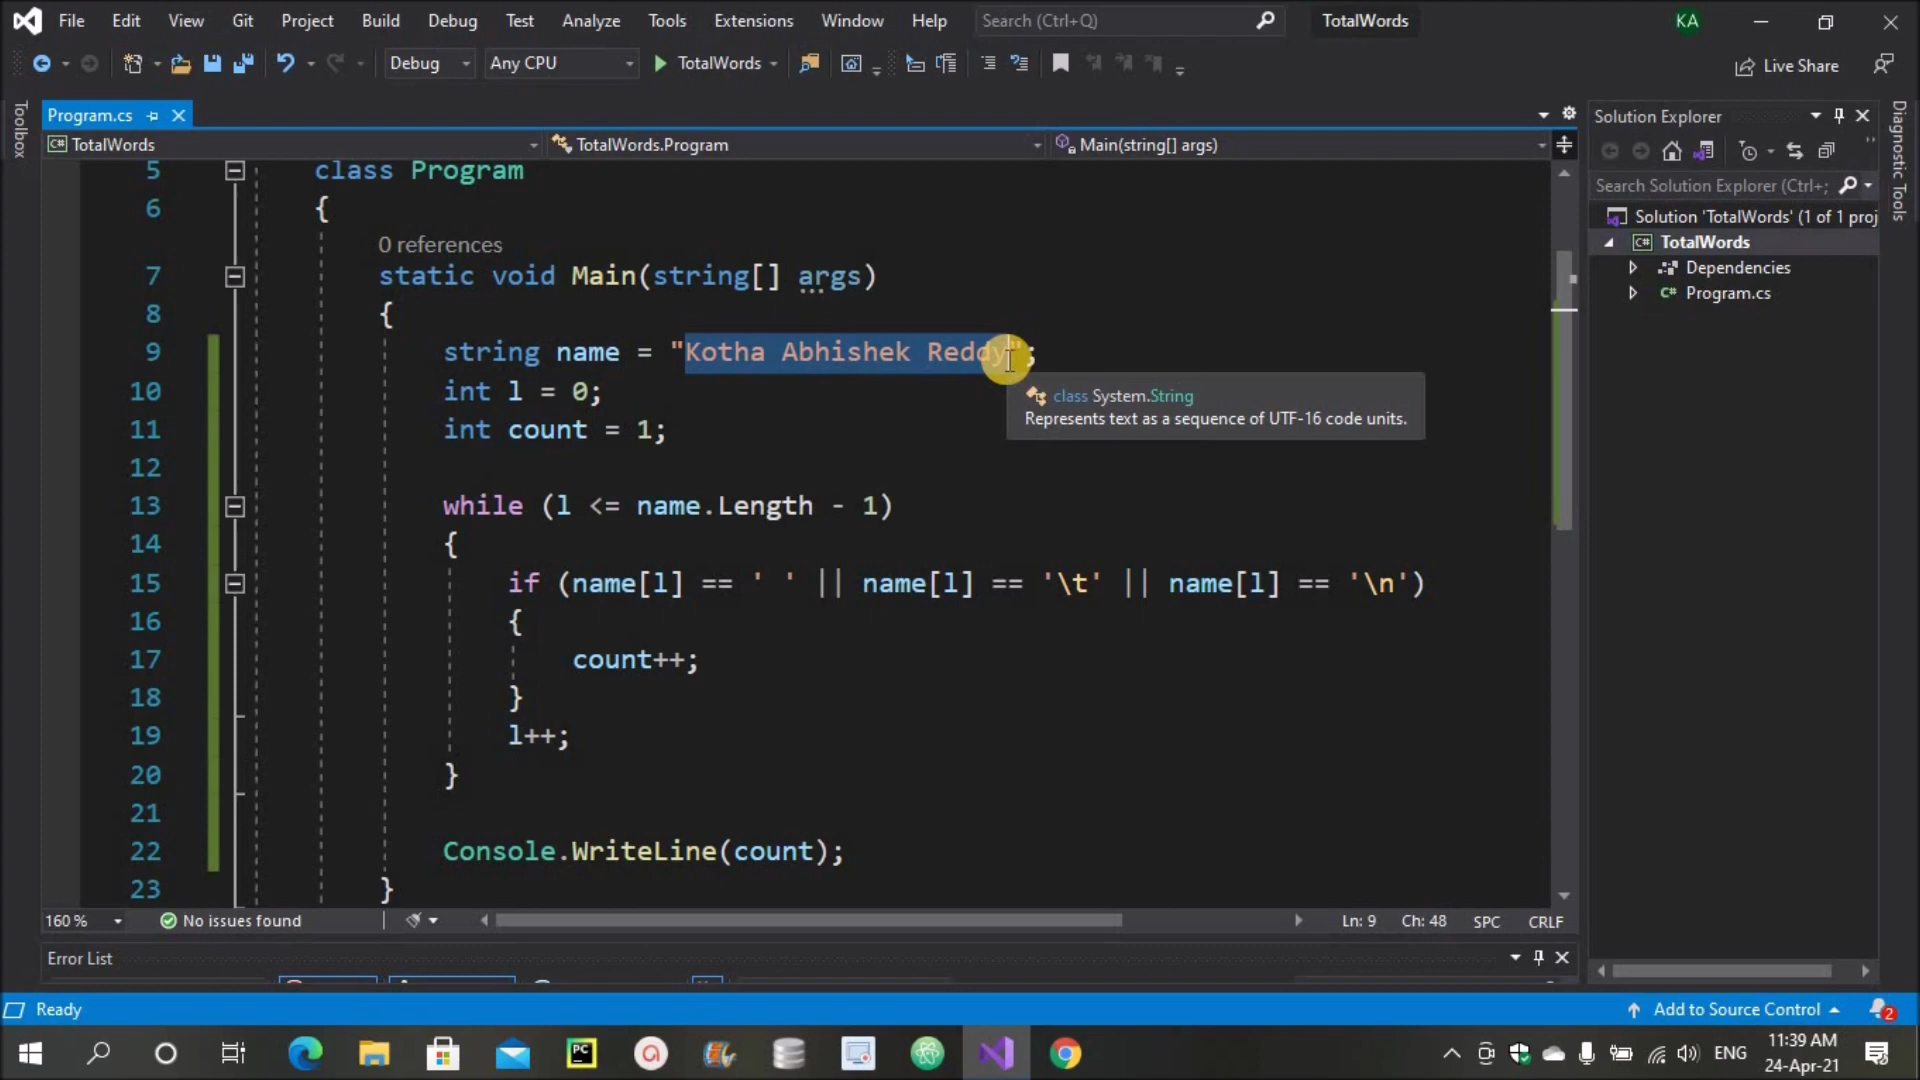 File Edit View Git Project Build Debug Test Analyze Tools Extensions Window Help Search (Ctrl+Q) TotalWords KA
Debug Any CPU TotalWords Live Share
Toolbox
Program.cs
TotalWords TotalWords.Program Main(string[] args)
5 class Program
6 {
0 references
7 static void Main(string[] args)
8 {
9 string name = "Kotha Abhishek Reddy";
10 int l = 0;
class System.String
Represents text as a sequence of UTF-16 code units.
11 int count = 1;
12
13 while (l <= name.Length - 1)
14 {
15 if (name[l] == ' ' || name[l] == '\t' || name[l] == '\n')
16 {
17 count++;
18 }
19 l++;
20 }
21
22 Console.WriteLine(count);
23 }
160 % No issues found Ln: 9 Ch: 48 SPC CRLF
Error List
Solution Explorer
Search Solution Explorer (Ctrl+;
Solution 'TotalWords' (1 of 1 proj
C# TotalWords
Dependencies
C# Program.cs
Diagnostic Tools
Ready Add to Source Control 2
PC
ENG 11:39 AM
24-Apr-21